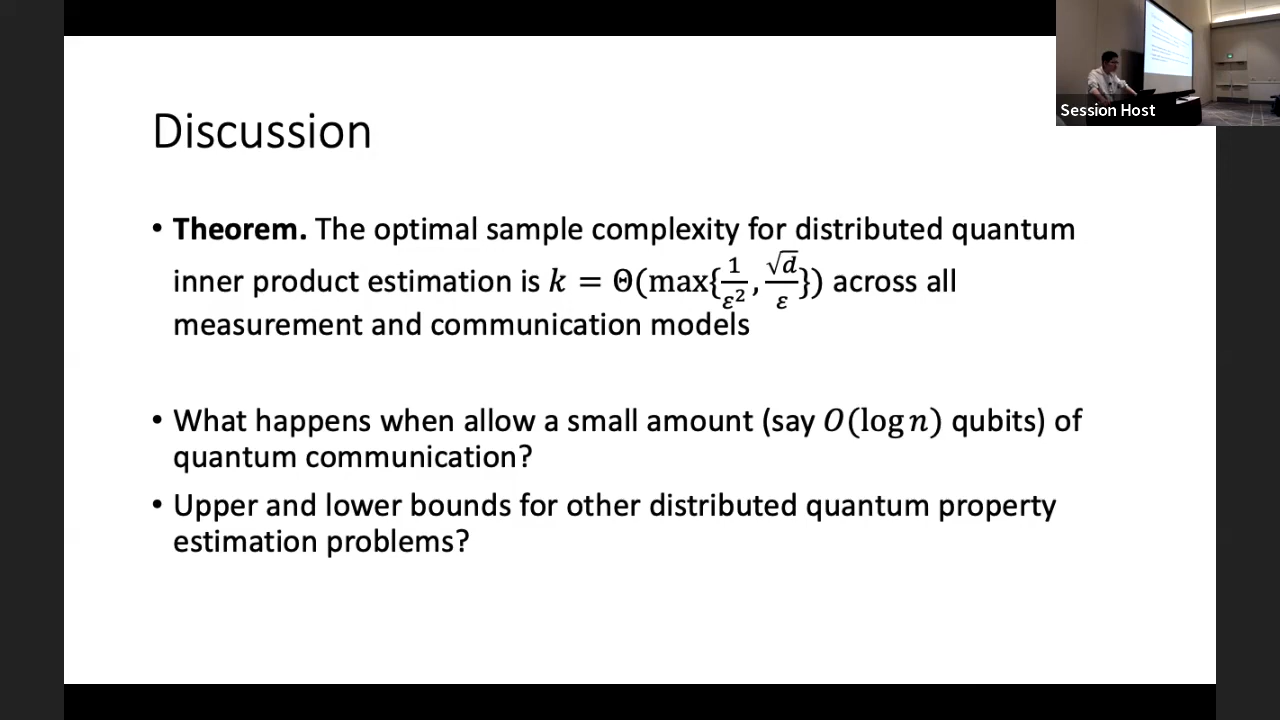 Session Host
Discussion
• Theorem. The optimal sample complexity for distributed quantum
inner product estimation is k = Θ(max{1/ε², √d/ε}) across all
measurement and communication models
• What happens when allow a small amount (say O(log n) qubits) of
quantum communication?
• Upper and lower bounds for other distributed quantum property
estimation problems?